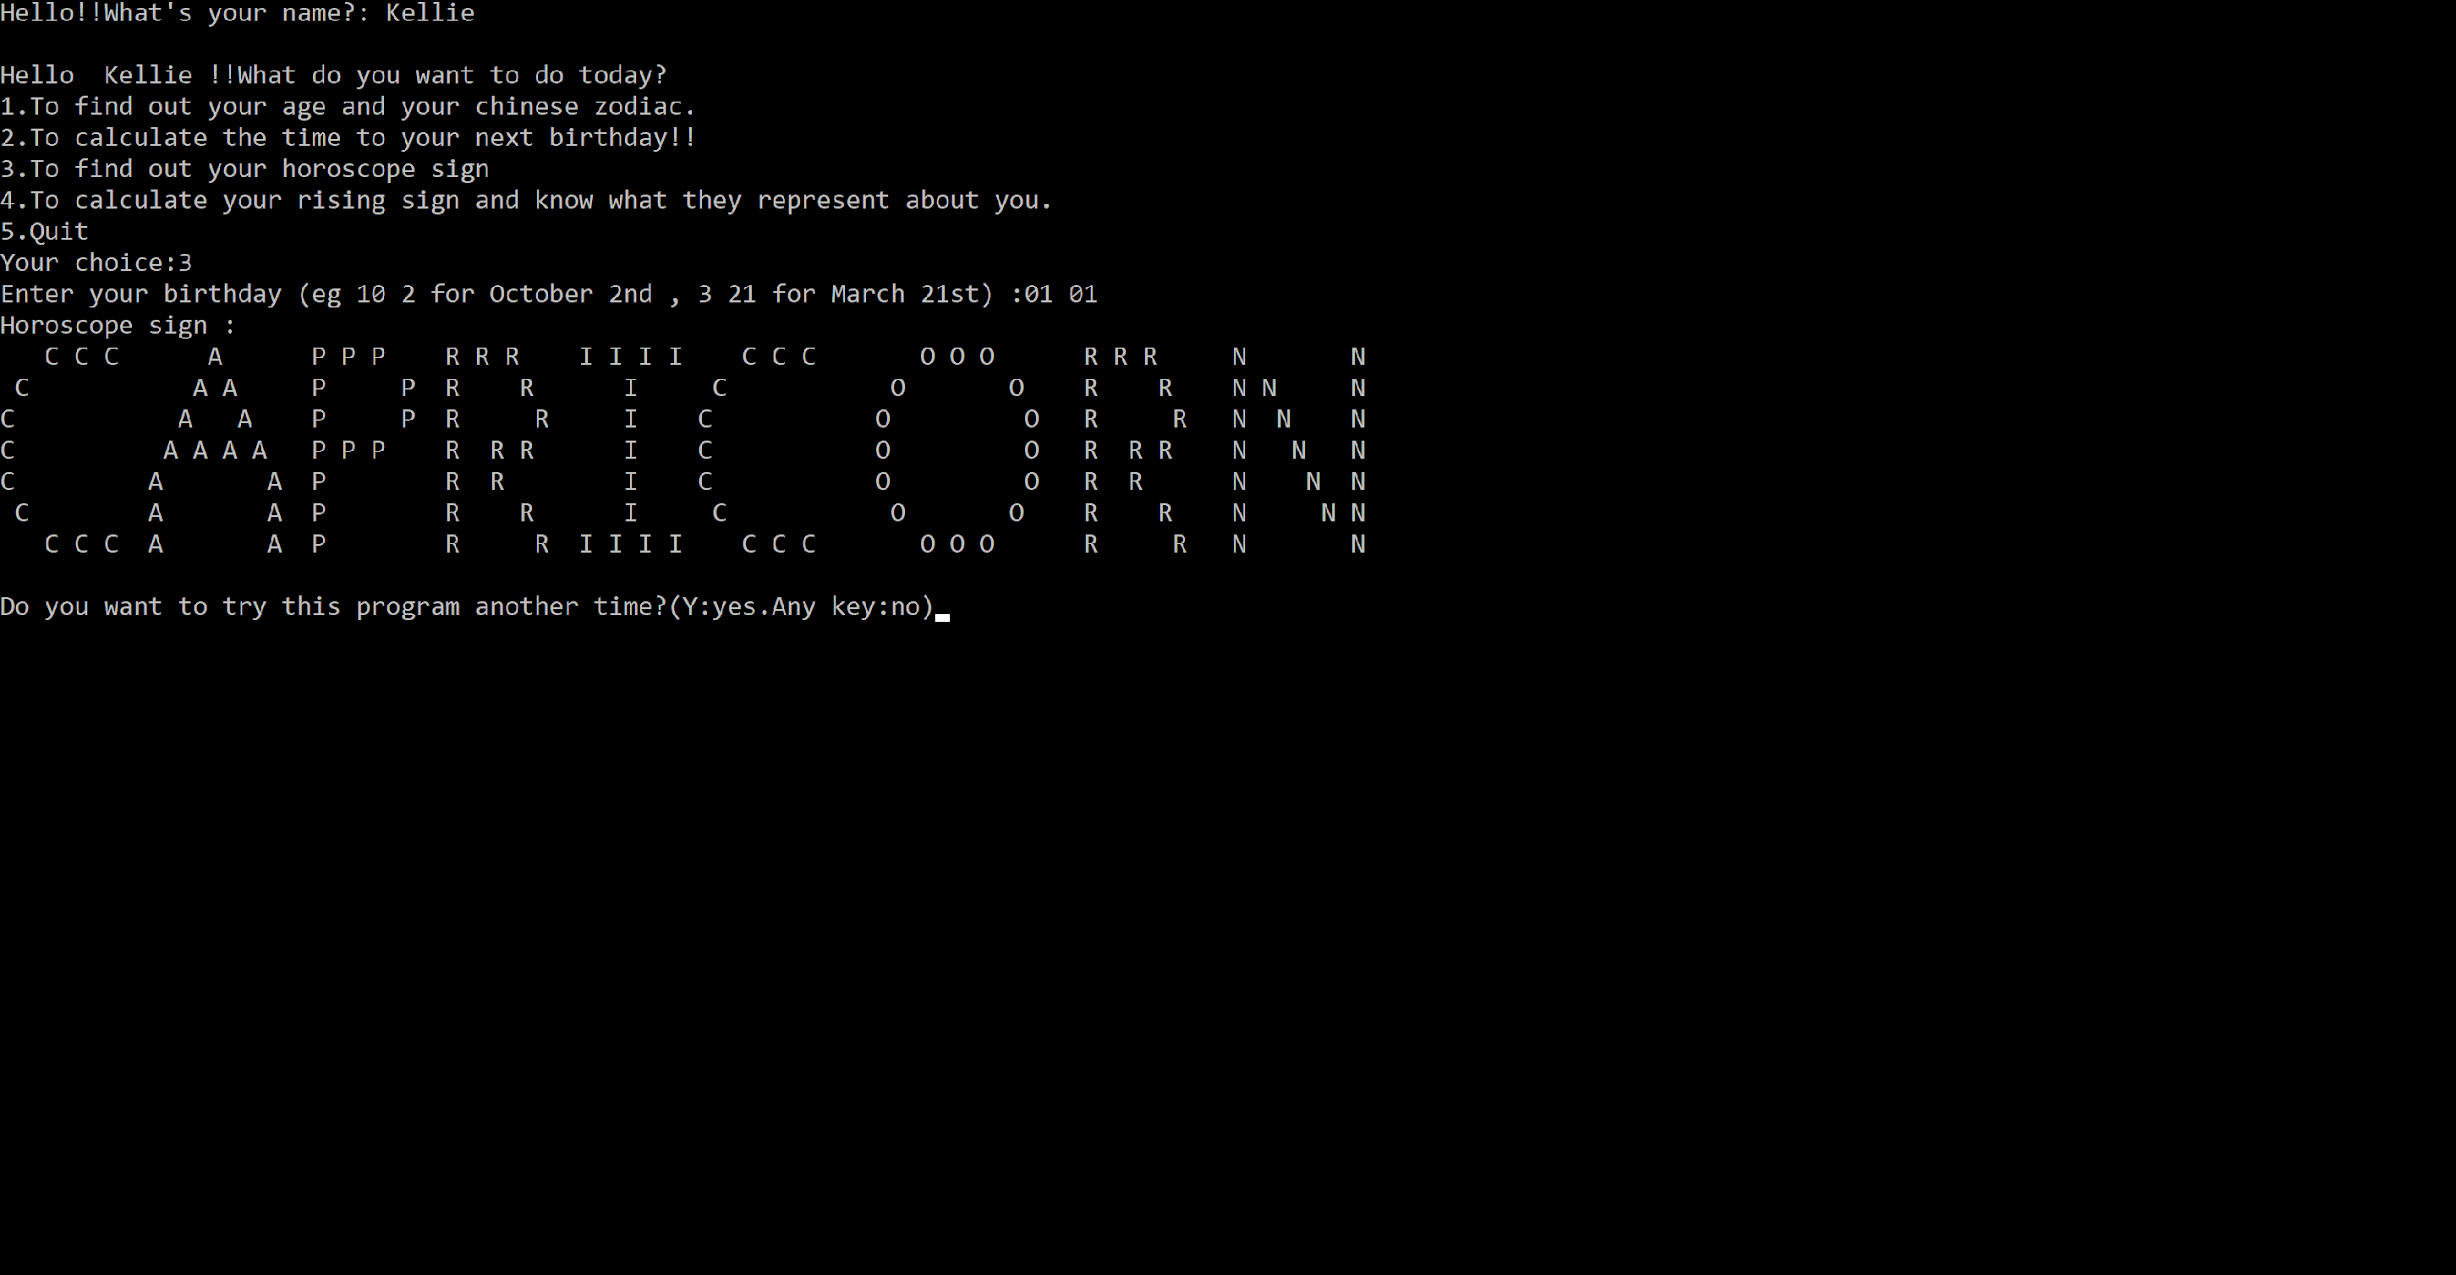 Hello!!What's your name?: Kellie
Hello  Kellie !!What do you want to do today?
1.To find out your age and your chinese zodiac.
2.To calculate the time to your next birthday!!
3.To find out your horoscope sign
4.To calculate your rising sign and know what they represent about you.
5.Quit
Your choice:3
Enter your birthday (eg 10 2 for October 2nd , 3 21 for March 21st) :01 01
Horoscope sign :
   C C C      A      P P P    R R R    I I I I    C C C       O O O      R R R     N       N
 C           A A     P     P  R    R      I     C           O       O    R    R    N N     N
C           A   A    P     P  R     R     I    C           O         O   R     R   N  N    N
C          A A A A   P P P    R  R R      I    C           O         O   R  R R    N   N   N
C         A       A  P        R  R        I    C           O         O   R  R      N    N  N
 C        A       A  P        R    R      I     C           O       O    R    R    N     N N
   C C C  A       A  P        R     R  I I I I    C C C       O O O      R     R   N       N
Do you want to try this program another time?(Y:yes.Any key:no)